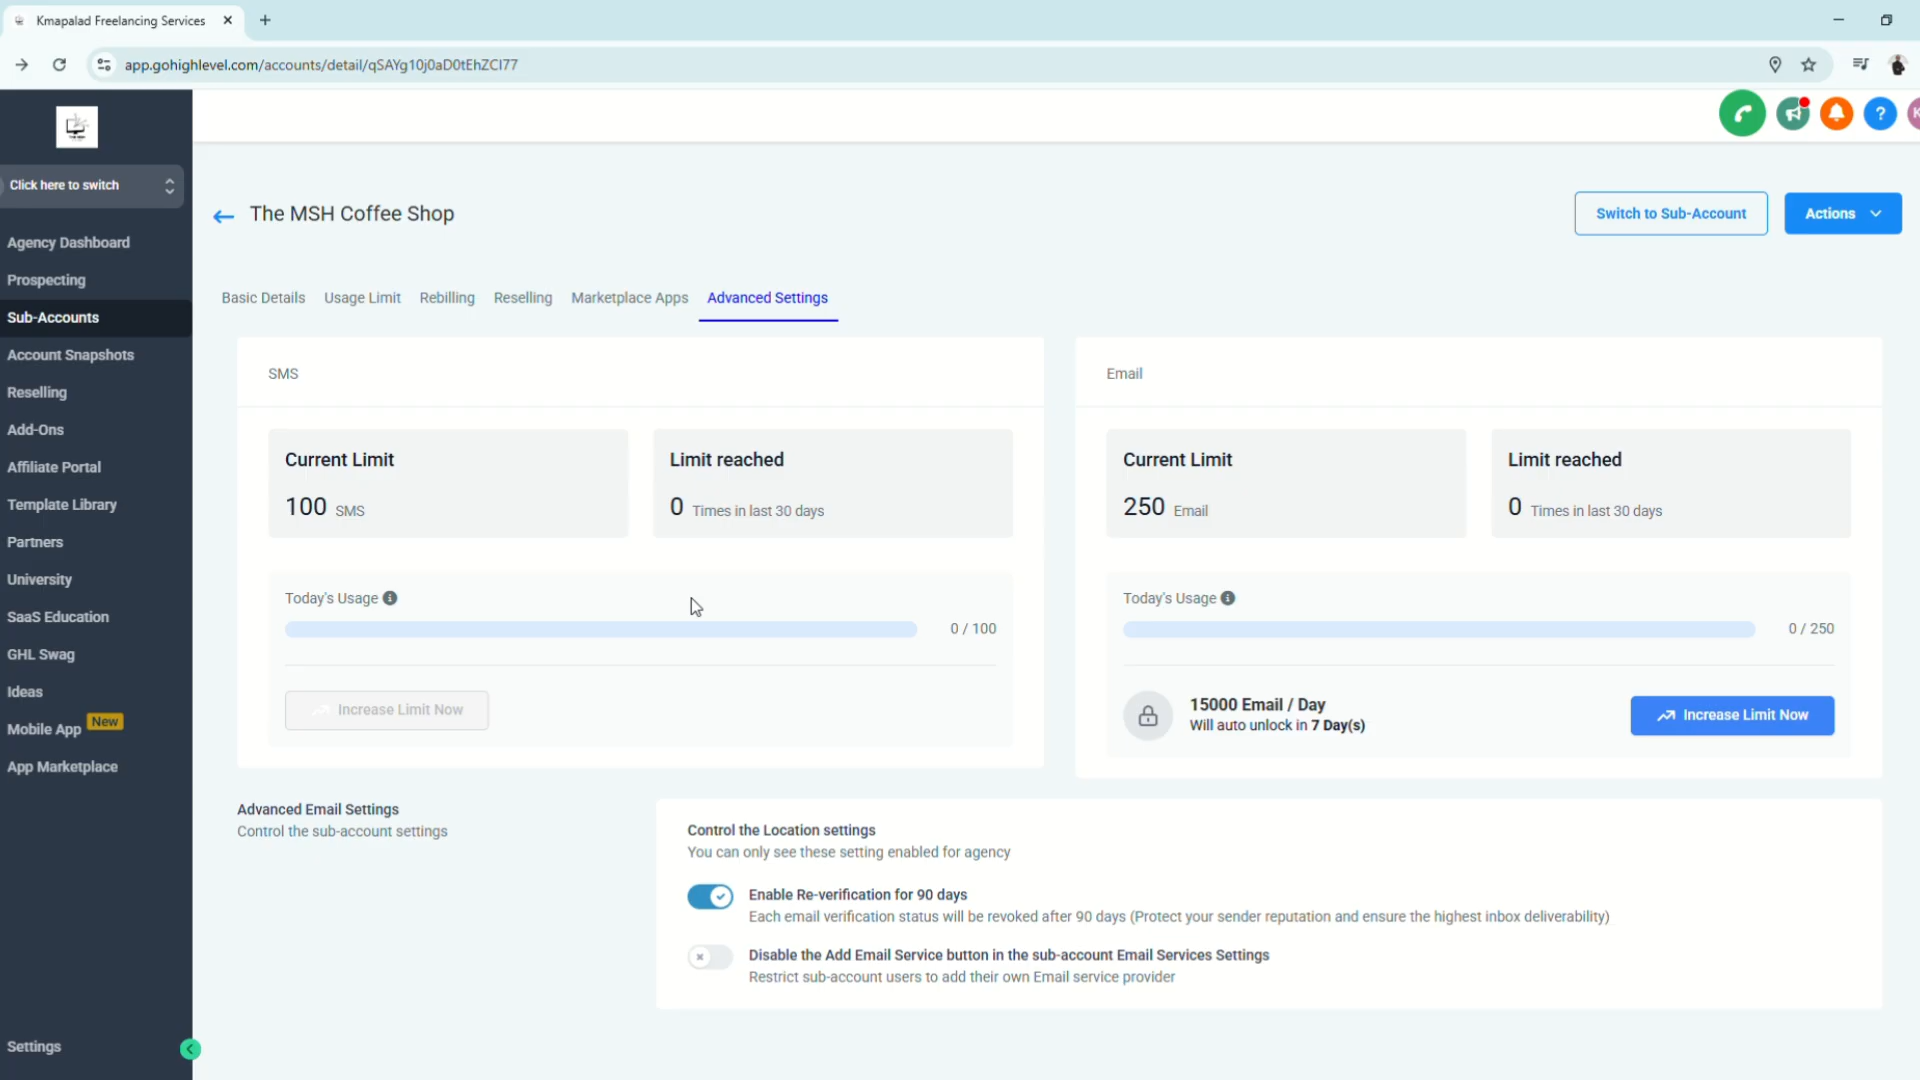 Kmapalad Freelancing Services
app.gohighlevel.com/accounts/detail/qSAYg10j0aD0tEhZCI77
Click here to switch
Agency Dashboard
Prospecting
Sub-Accounts
Account Snapshots
Reselling
Add-Ons
Affiliate Portal
Template Library
Partners
University
SaaS Education
GHL Swag
Ideas
Mobile App New
App Marketplace
Settings
The MSH Coffee Shop
Switch to Sub-Account
Actions
Basic Details Usage Limit Rebilling Reselling Marketplace Apps Advanced Settings
SMS
Current Limit
100 SMS
Limit reached
0 Times in last 30 days
Today's Usage
0 / 100
Increase Limit Now
Email
Current Limit
250 Email
Limit reached
0 Times in last 30 days
Today's Usage
0 / 250
15000 Email / Day
Will auto unlock in 7 Day(s)
Increase Limit Now
Advanced Email Settings
Control the sub-account settings
Control the Location settings
You can only see these setting enabled for agency
Enable Re-verification for 90 days
Each email verification status will be revoked after 90 days (Protect your sender reputation and ensure the highest inbox deliverability)
Disable the Add Email Service button in the sub-account Email Services Settings
Restrict sub-account users to add their own Email service provider